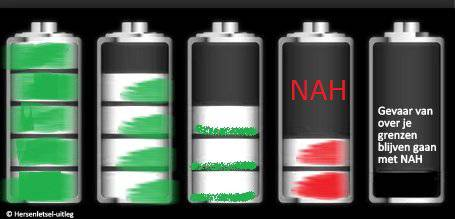 NAH
Gevaar van
over je
grenzen
blijven gaan
met NAH
© Hersenletsel-uitleg